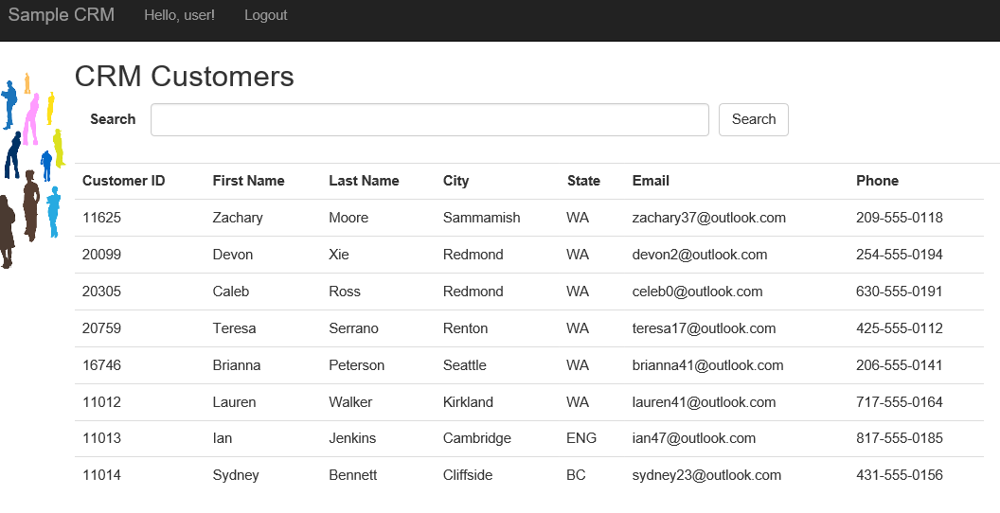 Sample CRM Hello, user! Logout
CRM Customers
Search Search
Customer ID First Name Last Name City State Email Phone
11625 Zachary Moore Sammamish WA zachary37@outlook.com 209-555-0118
20099 Devon Xie Redmond WA devon2@outlook.com 254-555-0194
20305 Caleb Ross Redmond WA celeb0@outlook.com 630-555-0191
20759 Teresa Serrano Renton WA teresa17@outlook.com 425-555-0112
16746 Brianna Peterson Seattle WA brianna41@outlook.com 206-555-0141
11012 Lauren Walker Kirkland WA lauren41@outlook.com 717-555-0164
11013 Ian Jenkins Cambridge ENG ian47@outlook.com 817-555-0185
11014 Sydney Bennett Cliffside BC sydney23@outlook.com 431-555-0156